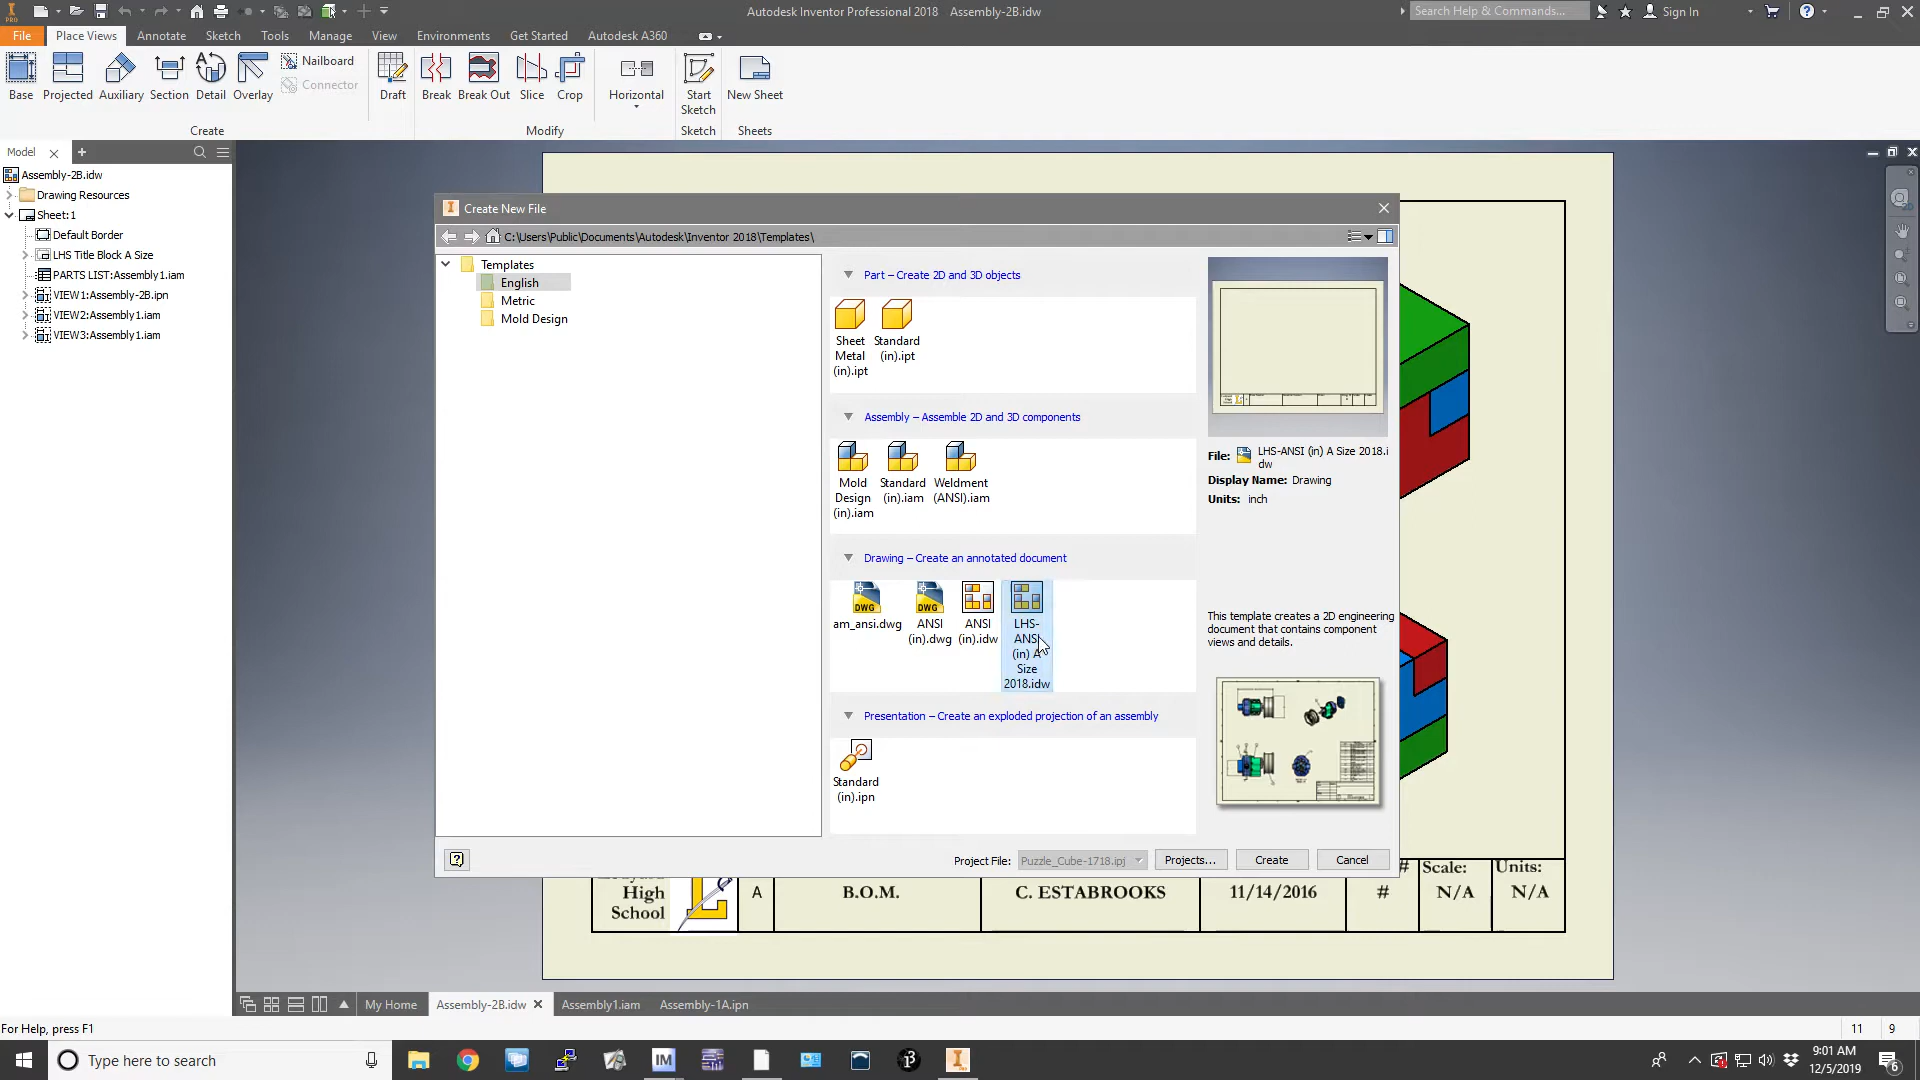 Autodesk Inventor Professional 2018 Assembly-2B.idw
Search Help & Commands...
Sign In
PRO
File
Place Views
Annotate
Sketch
Tools
Manage
View
Environments
Get Started
Autodesk A360
Base
Projected
Auxiliary
Section
Detail
Overlay
Nailboard
Connector
Draft
Break
Break Out
Slice
Crop
Horizontal
Start
Sketch
New Sheet
Create
Modify
Sketch
Sheets
Model
Assembly-2B.idw
Drawing Resources
Sheet:1
Default Border
LHS Title Block A Size
PARTS LIST:Assembly1.iam
VIEW1:Assembly-2B.ipn
VIEW2:Assembly1.iam
VIEW3:Assembly1.iam
Create New File
C:\Users\Public\Documents\Autodesk\Inventor 2018\Templates\
Templates
English
Metric
Mold Design
Part – Create 2D and 3D objects
Sheet
Metal
(in).ipt
Standard
(in).ipt
Assembly – Assemble 2D and 3D components
Mold
Design
(in).iam
Standard
(in).iam
Weldment
(ANSI).iam
Drawing – Create an annotated document
DWG
am_ansi.dwg
DWG
ANSI
(in).dwg
ANSI
(in).idw
LHS-
ANSI
(in) A
Size
2018.idw
Presentation – Create an exploded projection of an assembly
Standard
(in).ipn
File: LHS-ANSI (in) A Size 2018.i
dw
Display Name: Drawing
Units: inch
This template creates a 2D engineering
document that contains component
views and details.
Project File:
Puzzle_Cube-1718.ipj
Projects...
Create
Cancel
High
School
A
B.O.M.
C. ESTABROOKS
11/14/2016
#
#
Scale:
N/A
Units:
N/A
My Home
Assembly-2B.idw
Assembly1.iam
Assembly-1A.ipn
For Help, press F1
11
9
Type here to search
IM
9:01 AM
12/5/2019
6